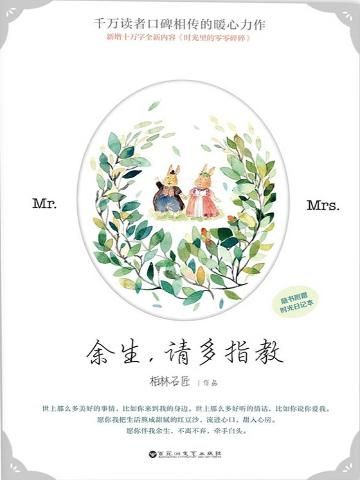 千万读者口碑相传的暖心力作
新增十万字全新内容《时光里的零零碎碎》
Mr.
Mrs.
随书附赠
时光日记本
余生，请多指教
柏林石匠 | 作品
世上那么多美好的事情，比如你来到我的身边。世上那么多好听的情话，比如你说你爱我。
愿你我把生活熬成甜腻的红豆沙，流进心口，甜入心房。
愿你伴我余生，不离不弃，牵手白头。
百花洲文艺出版社